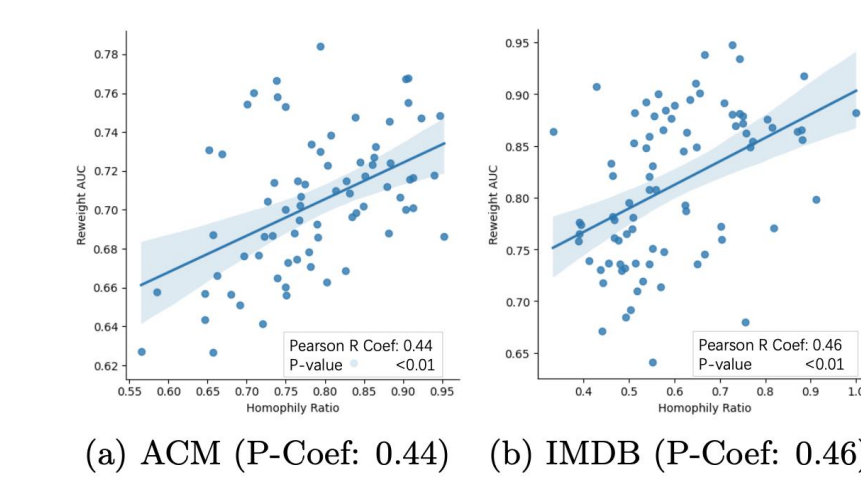 0.78
0.76
0.74
0.72
0.70
0.68
0.66
0.64
0.62
Reweight AUC
Pearson R Coef: 0.44
P-value <0.01
0.55 0.60 0.65 0.70 0.75 0.80 0.85 0.90 0.95
Homophily Ratio
(a) ACM (P-Coef: 0.44)
0.95
0.90
0.85
0.80
0.75
0.70
0.65
Reweight AUC
Pearson R Coef: 0.46
P-value <0.01
0.4 0.5 0.6 0.7 0.8 0.9 1.0
Homophily Ratio
(b) IMDB (P-Coef: 0.46)